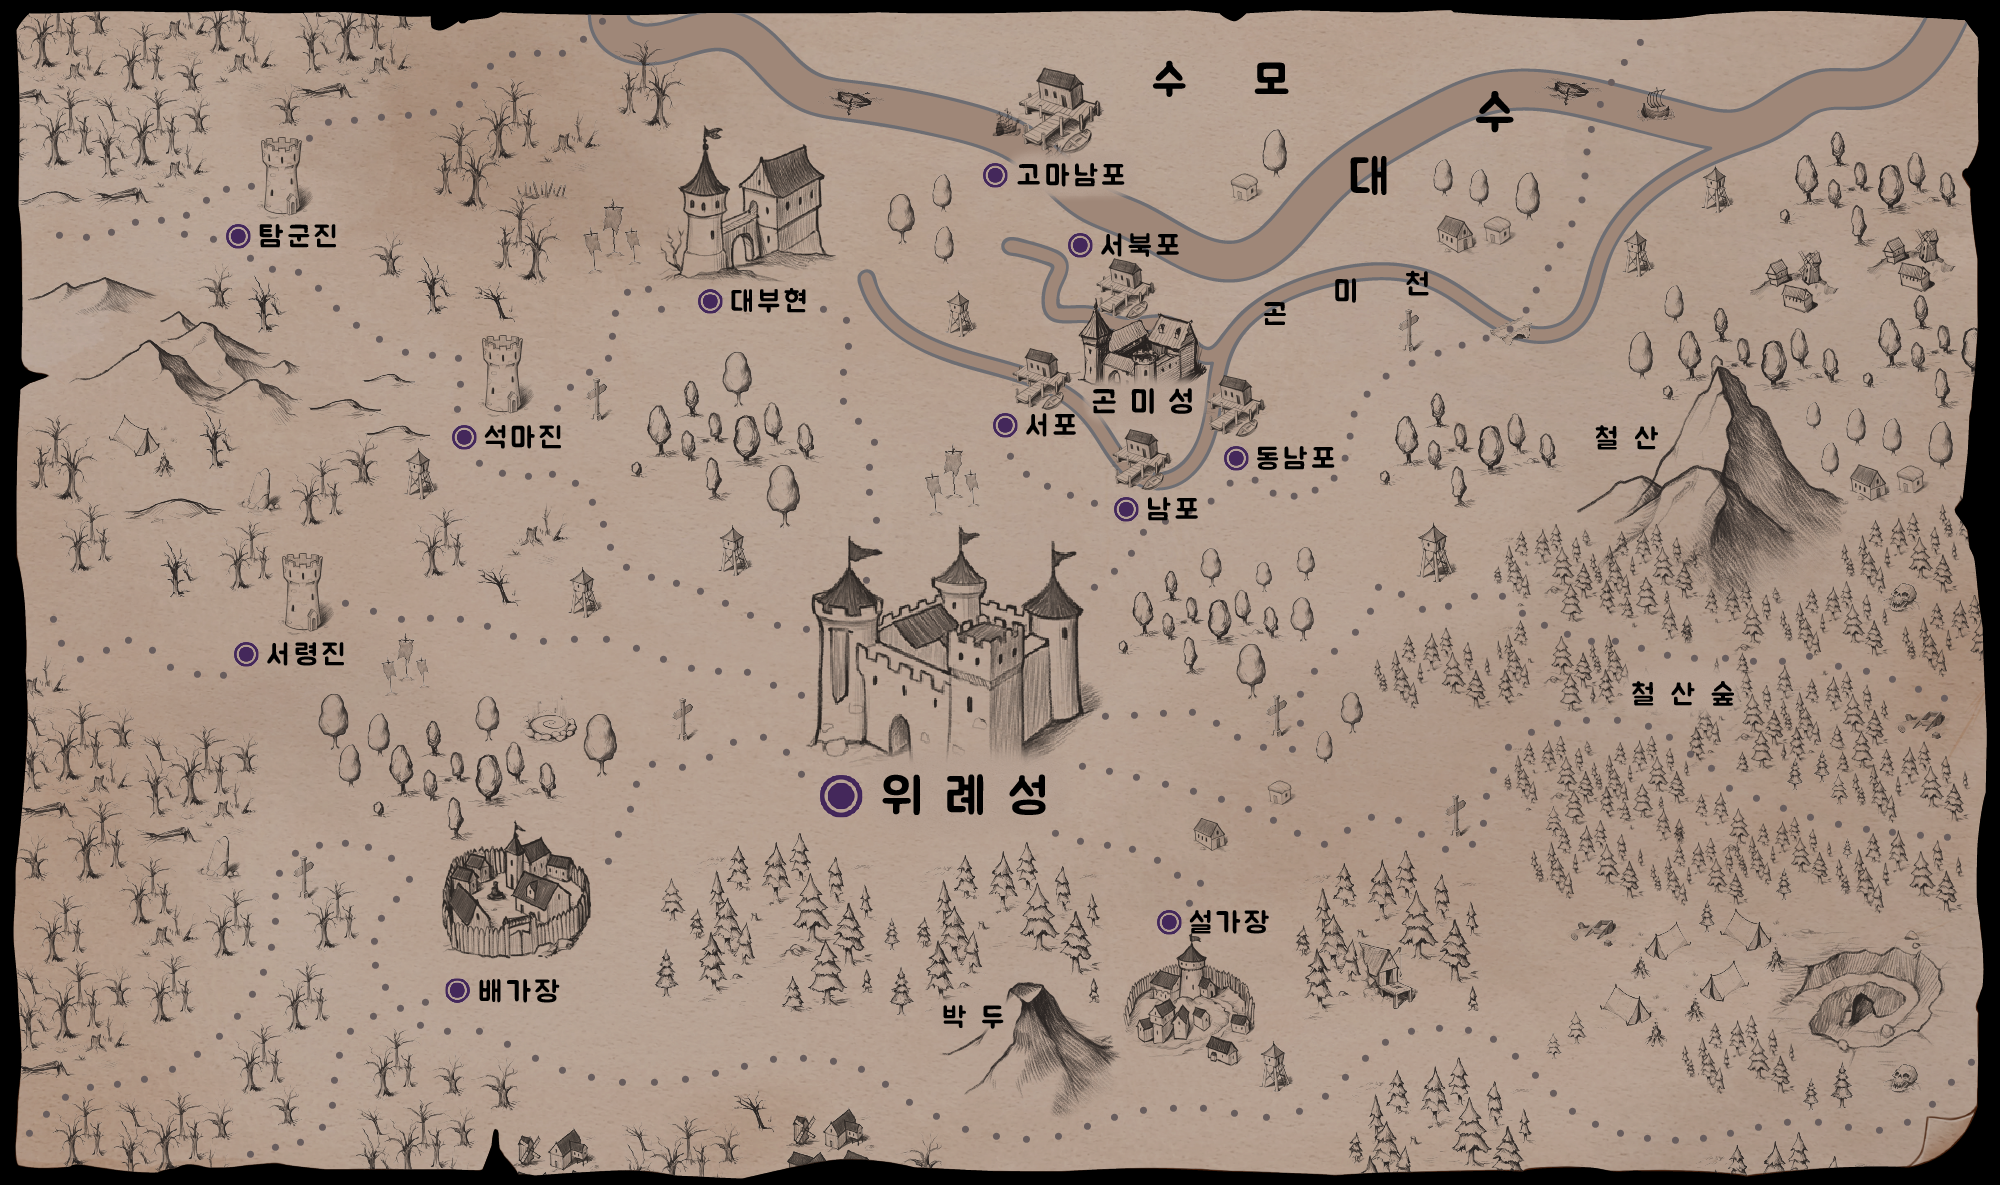 수 모
수
대
고마남포
탐군진
서북포
대부현
곤 미 천
곤 미 성
서포
석마진
철 산
동남포
남포
서령진
철 산 숲
위 례 성
설가장
배가장
박 두